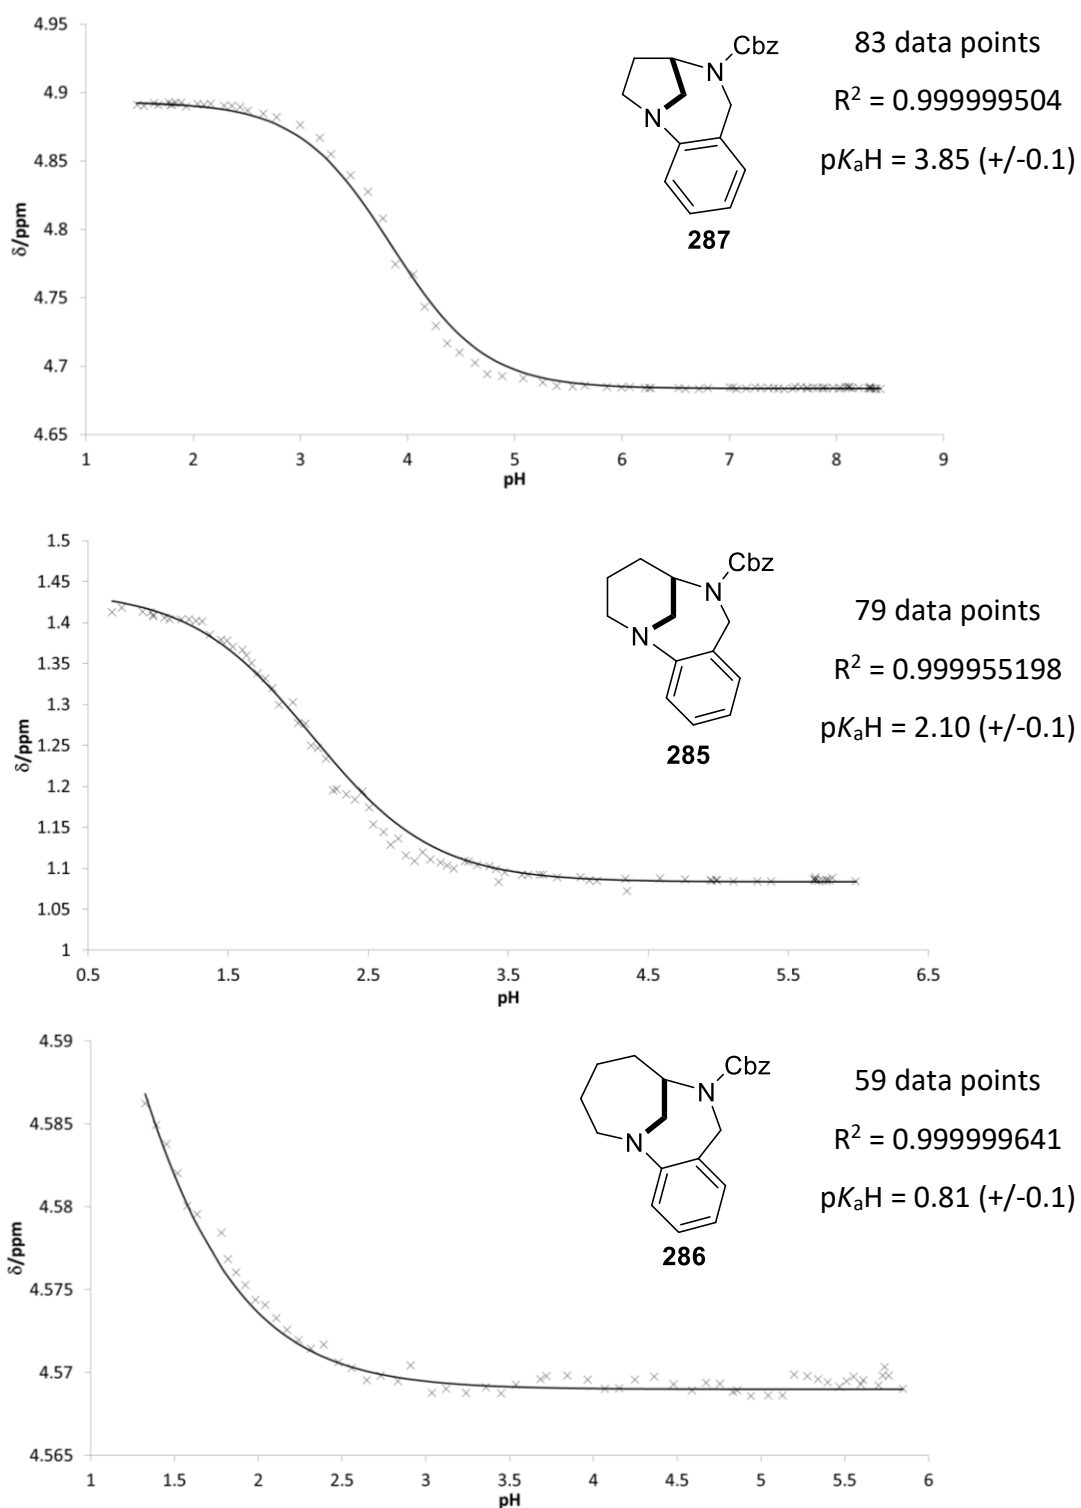 4.95
4.9
4.85
4.8
4.75
4.7
4.65
δ/ppm
1 2 3 4 5 6 7 8 9
pH
Cbz
N
N
287
83 data points
R² = 0.999999504
pKₐH = 3.85 (+/-0.1)
1.5
1.45
1.4
1.35
1.3
1.25
1.2
1.15
1.1
1.05
1
δ/ppm
0.5 1.5 2.5 3.5 4.5 5.5 6.5
pH
Cbz
N
N
285
79 data points
R² = 0.999955198
pKₐH = 2.10 (+/-0.1)
4.59
4.585
4.58
4.575
4.57
4.565
δ/ppm
1 1.5 2 2.5 3 3.5 4 4.5 5 5.5 6
pH
Cbz
N
N
286
59 data points
R² = 0.999999641
pKₐH = 0.81 (+/-0.1)